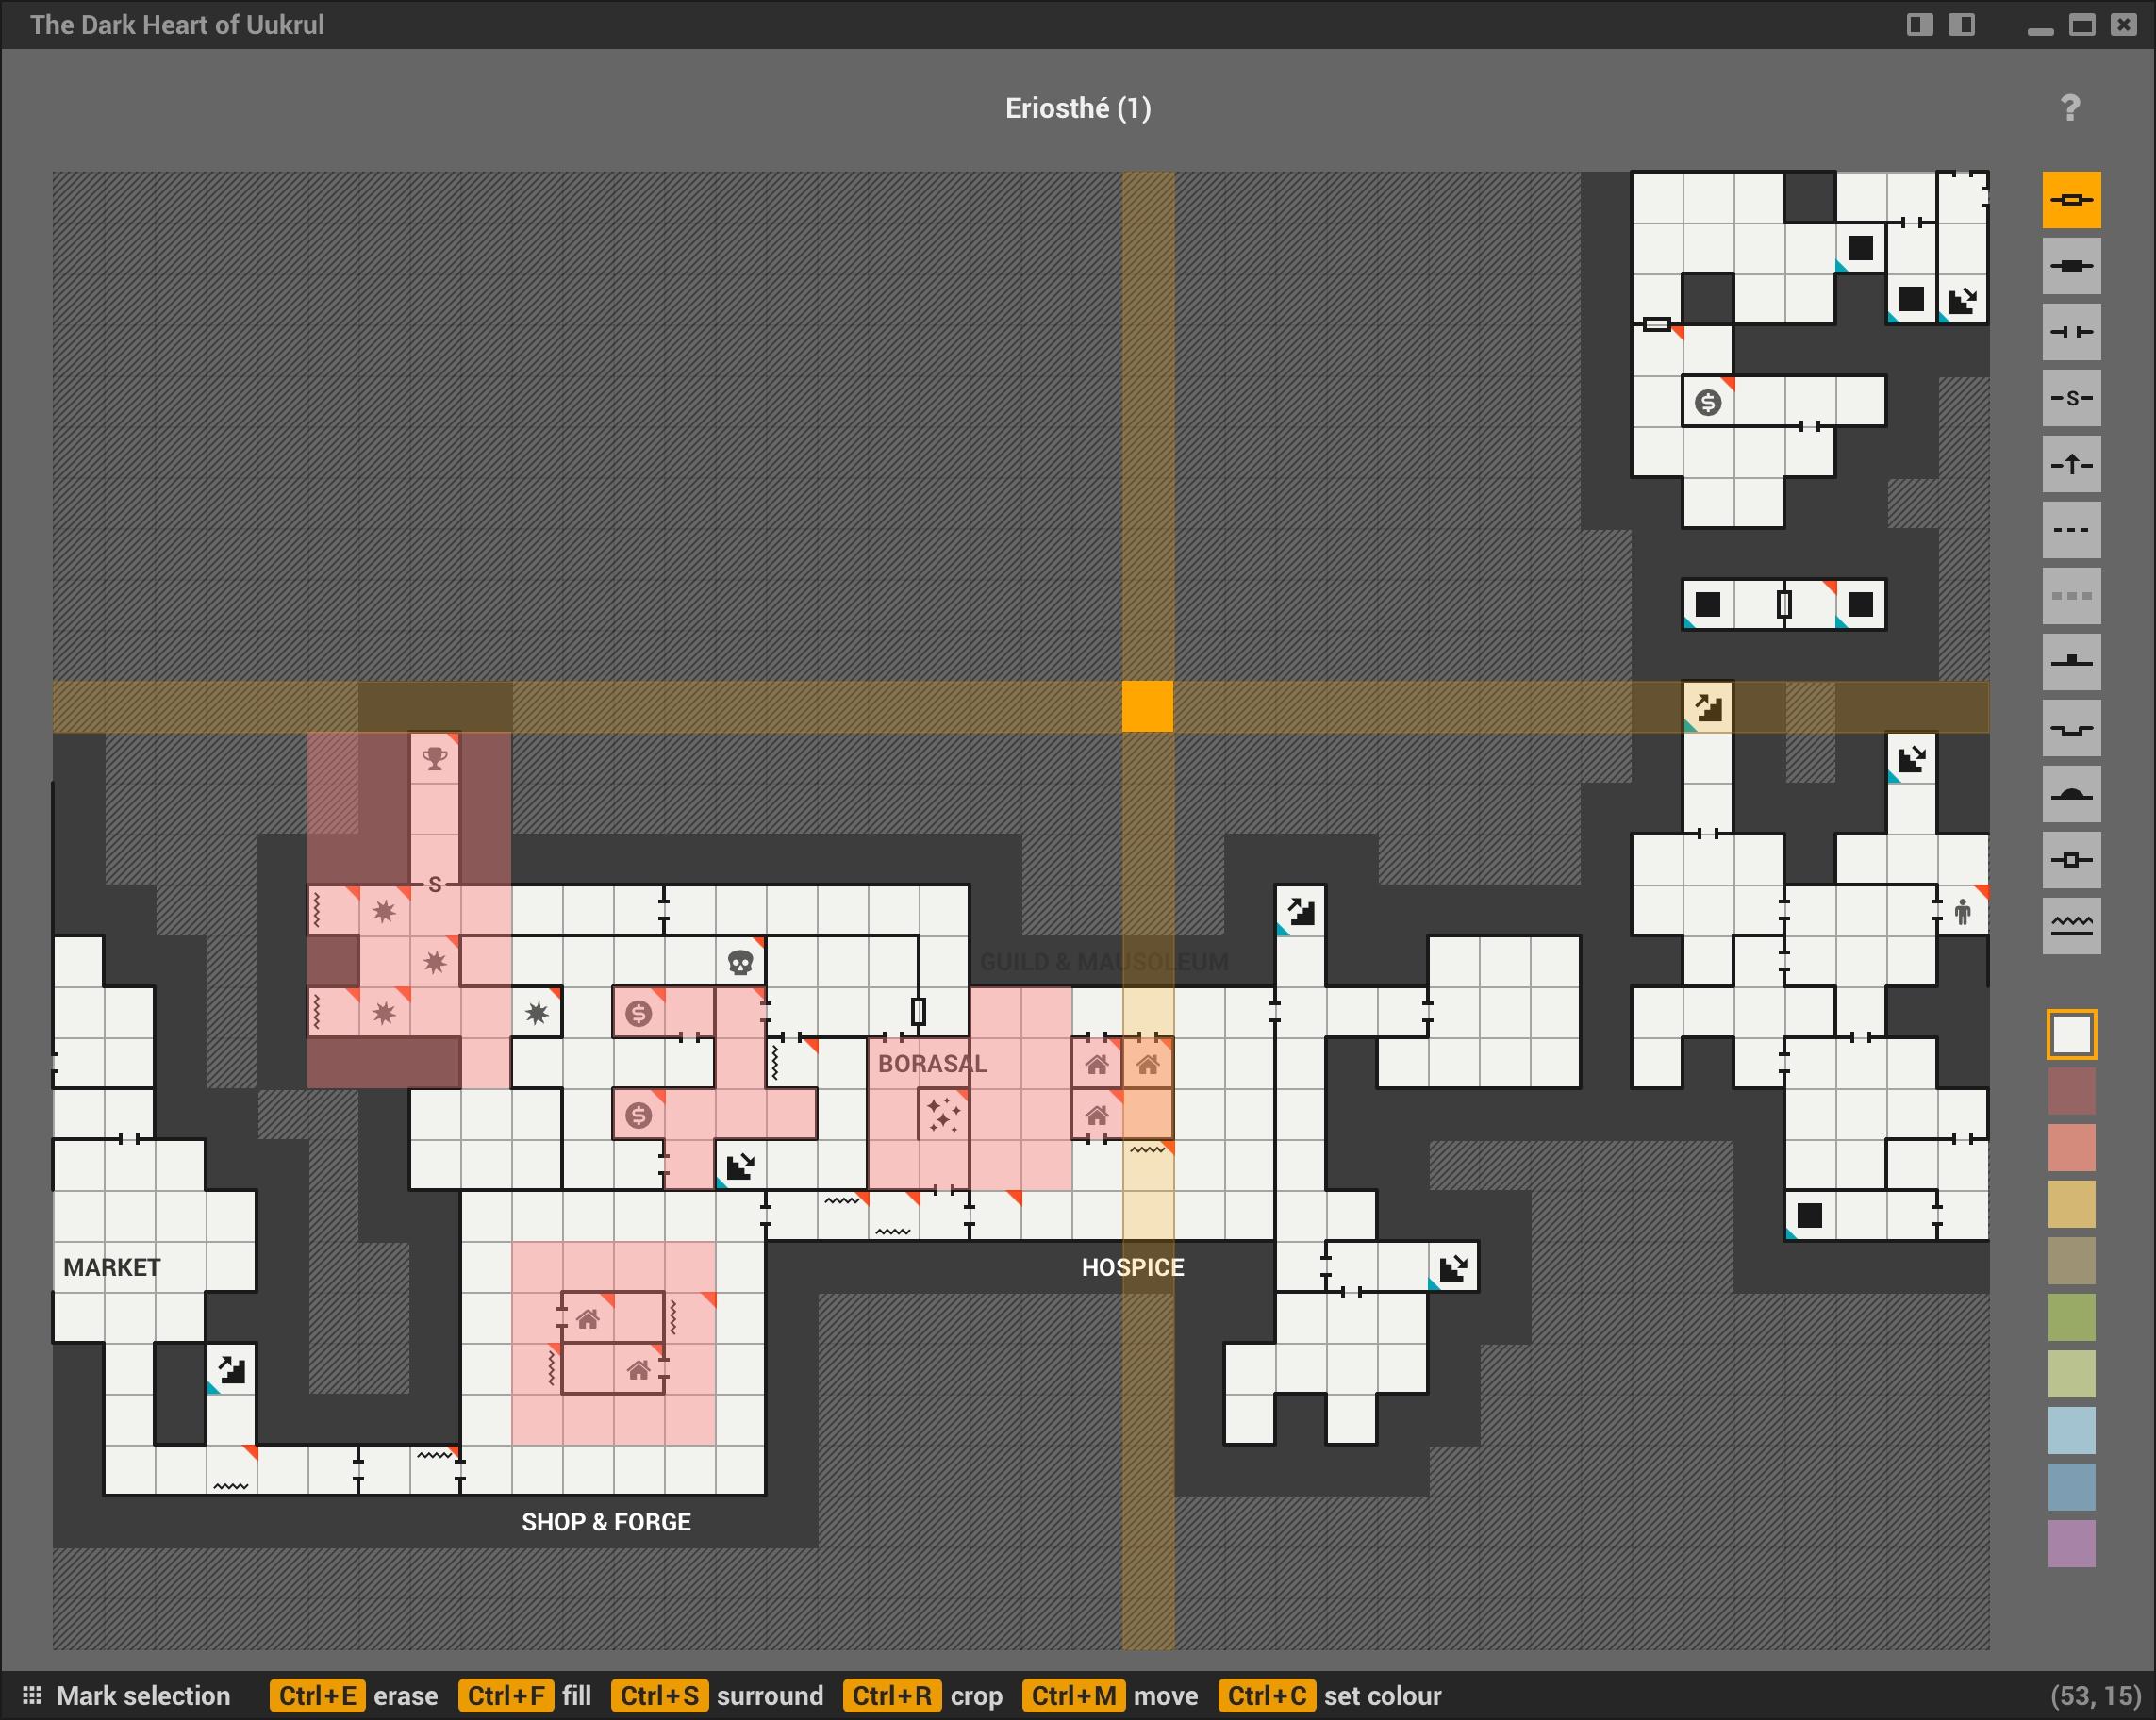 The Dark Heart of Uukrul
Eriosthé (1)
?
S
S
GUILD & MAUSOLEUM
BORASAL
MARKET
HOSPICE
SHOP & FORGE
Mark selection Ctrl+E erase Ctrl+F fill Ctrl+S surround Ctrl+R crop Ctrl+M move Ctrl+C set colour (53, 15)